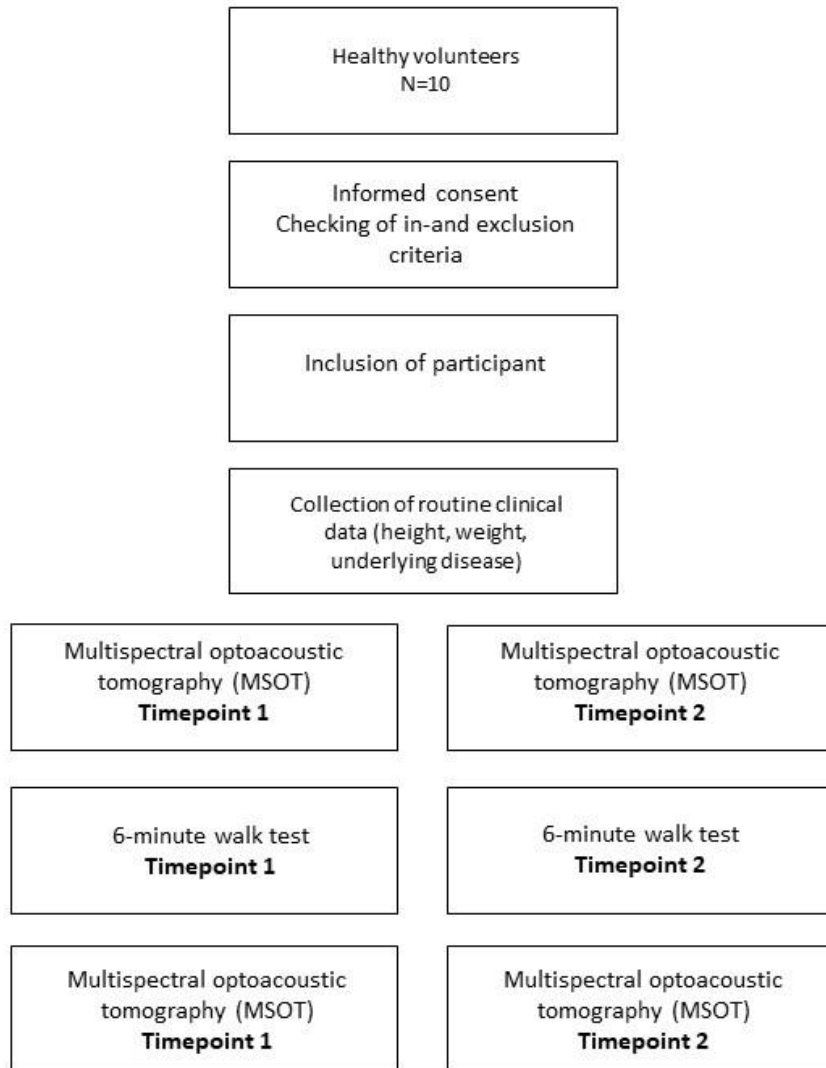 Healthy volunteers
N=10
Informed consent
Checking of in-and exclusion
criteria
Inclusion of participant
Collection of routine clinical
data (height, weight,
underlying disease)
Multispectral optoacoustic
tomography (MSOT)
Timepoint 1
Multispectral optoacoustic
tomography (MSOT)
Timepoint 2
6-minute walk test
Timepoint 1
6-minute walk test
Timepoint 2
Multispectral optoacoustic
tomography (MSOT)
Timepoint 1
Multispectral optoacoustic
tomography (MSOT)
Timepoint 2